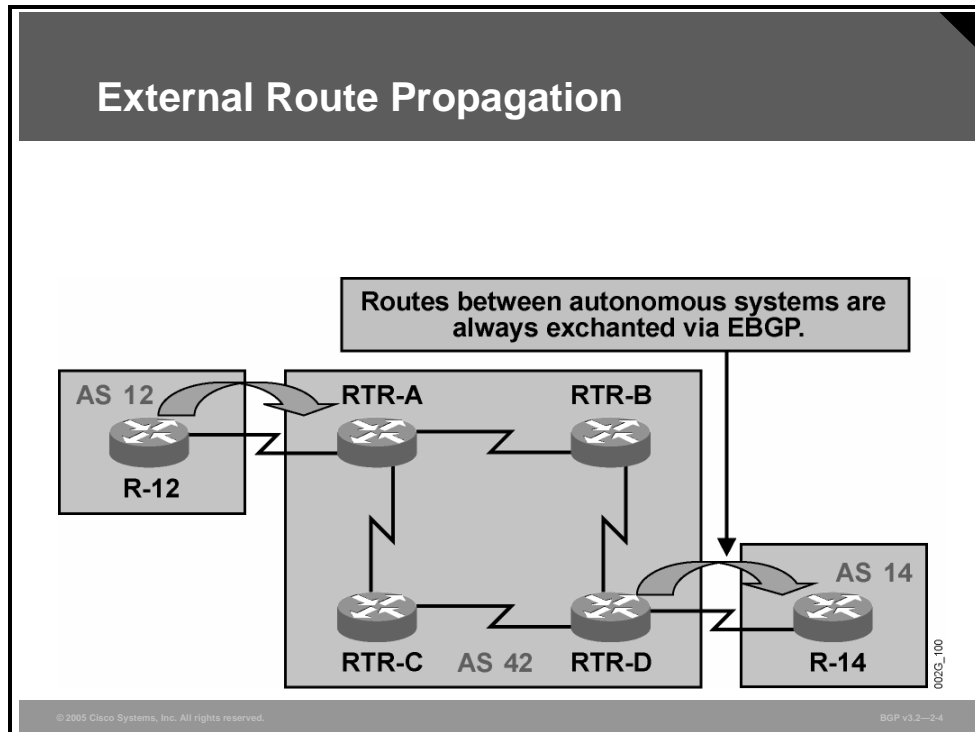 External Route Propagation
Routes between autonomous systems are
always exchanted via EBGP.
AS 12
RTR-A
RTR-B
R-12
AS 14
RTR-C
AS 42
RTR-D
R-14
002G_100
© 2005 Cisco Systems, Inc. All rights reserved.
BGP v3.2—2-4